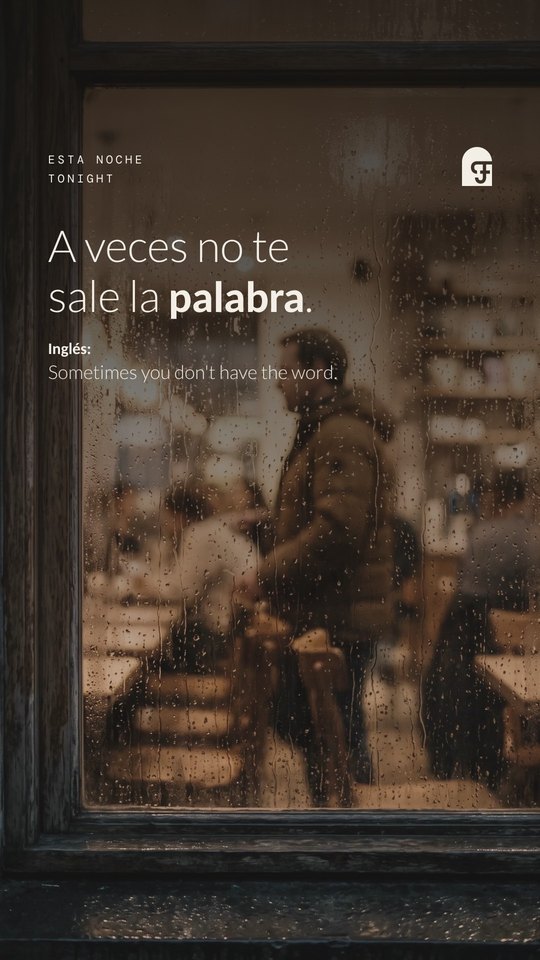 ESTA NOCHE
TONIGHT
A veces no te
sale la palabra.
Inglés:
Sometimes you don't have the word.